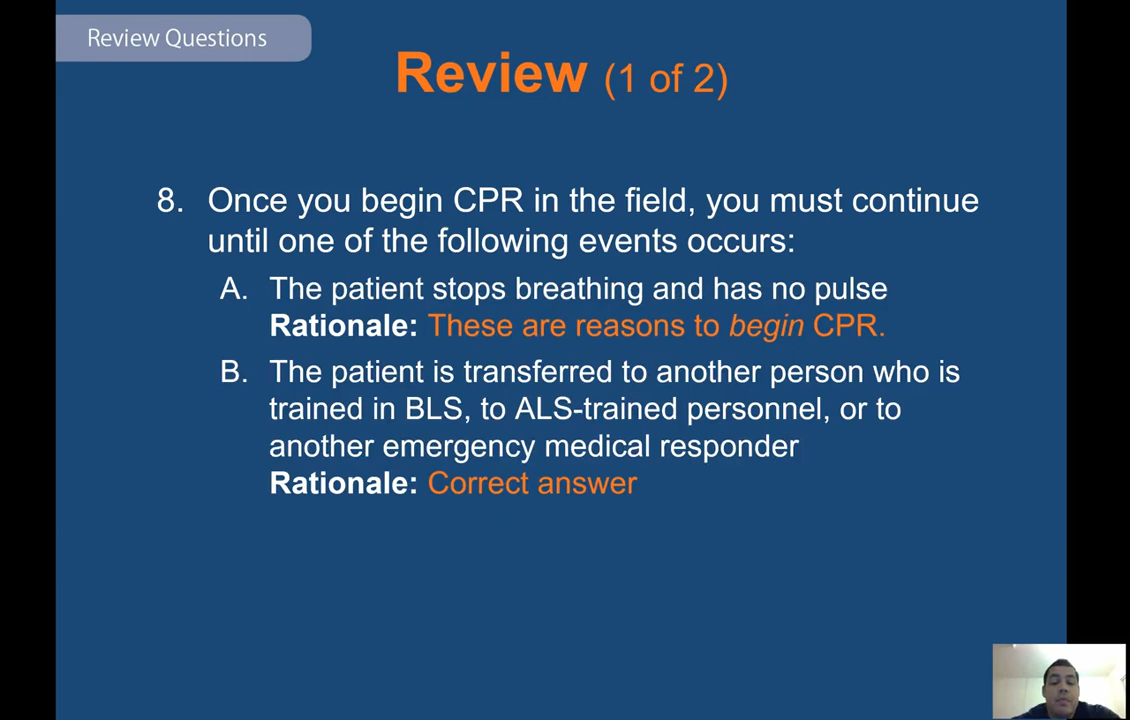 Review Questions
Review (1 of 2)
8. Once you begin CPR in the field, you must continue
until one of the following events occurs:
A. The patient stops breathing and has no pulse
Rationale: These are reasons to begin CPR.
B. The patient is transferred to another person who is
trained in BLS, to ALS-trained personnel, or to
another emergency medical responder
Rationale: Correct answer